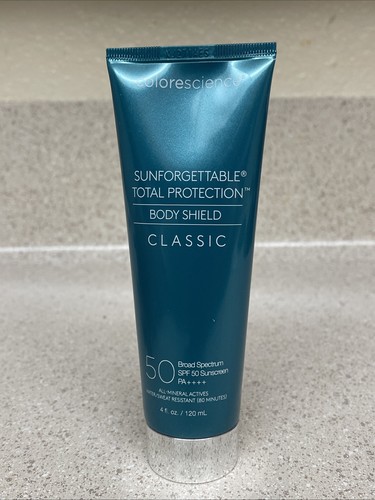 colorescience
SUNFORGETTABLE®
TOTAL PROTECTION™
BODY SHIELD
CLASSIC
50 Broad Spectrum
SPF 50 Sunscreen
PA++++
ALL-MINERAL ACTIVES
WATER/SWEAT RESISTANT (80 MINUTES)
4 fl. oz. / 120 mL